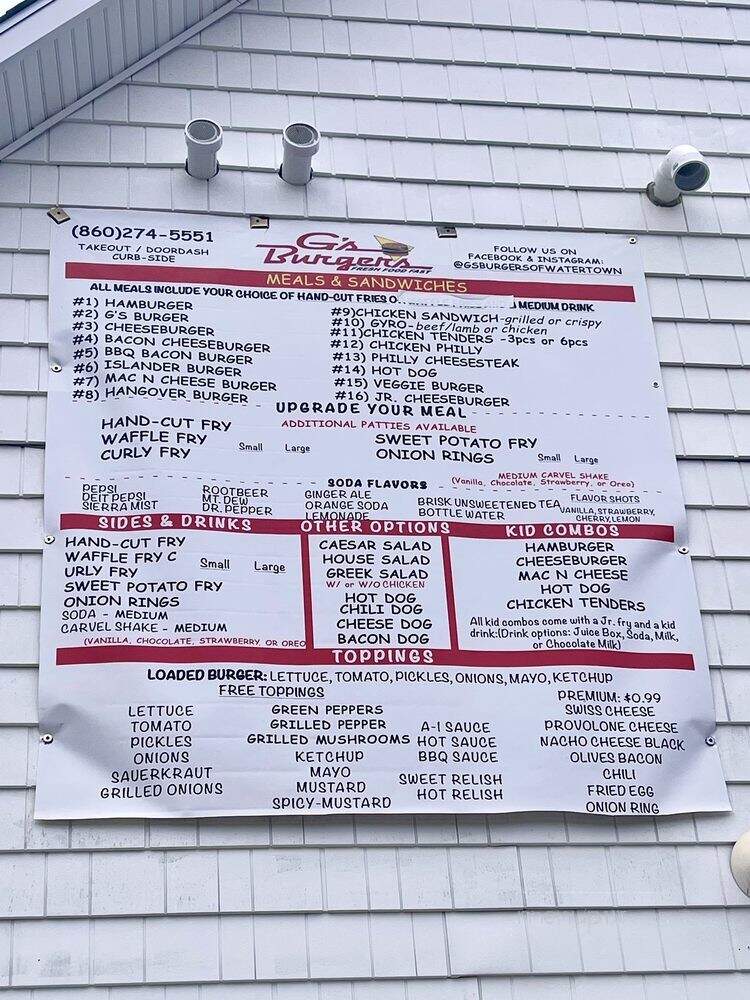 (860)274-5551
TAKEOUT / DOORDASH
CURB-SIDE
G's
Burgers
FRESH FOOD FAST
FOLLOW US ON
FACEBOOK & INSTAGRAM:
@GSBURGERSOFWATERTOWN
MEALS & SANDWICHES
ALL MEALS INCLUDE YOUR CHOICE OF HAND-CUT FRIES MEDIUM DRINK
#1) HAMBURGER
#2) G'S BURGER
#3) CHEESEBURGER
#4) BACON CHEESEBURGER
#5) BBQ BACON BURGER
#6) ISLANDER BURGER
#7) MAC N CHEESE BURGER
#8) HANGOVER BURGER
#9)CHICKEN SANDWICH-grilled or crispy
#10) GYRO-beef/lamb or chicken
#11)CHICKEN TENDERS -3pcs or 6pcs
#12) CHICKEN PHILLY
#13) PHILLY CHEESESTEAK
#14) HOT DOG
#15) VEGGIE BURGER
#16) JR. CHEESEBURGER
UPGRADE YOUR MEAL
ADDITIONAL PATTIES AVAILABLE
HAND-CUT FRY
WAFFLE FRY
CURLY FRY
Small Large
SWEET POTATO FRY
ONION RINGS
Small Large
MEDIUM CARVEL SHAKE
(Vanilla, Chocolate, Strawberry, or Oreo)
SODA FLAVORS
PEPSI
DEIT PEPSI
SIERRA MIST
ROOTBEER
MT.DEW
DR.PEPPER
GINGER ALE
ORANGE SODA
LEMONADE
BRISK UNSWEETENED TEA
BOTTLE WATER
FLAVOR SHOTS
VANILLA, STRAWBERRY,
CHERRY, LEMON
SIDES & DRINKS
HAND-CUT FRY
WAFFLE FRY C
URLY FRY
Small Large
SWEET POTATO FRY
ONION RINGS
SODA - MEDIUM
CARVEL SHAKE - MEDIUM
(VANILLA, CHOCOLATE, STRAWBERRY, OR OREO
OTHER OPTIONS
CAESAR SALAD
HOUSE SALAD
GREEK SALAD
W/ or W/O CHICKEN
HOT DOG
CHILI DOG
CHEESE DOG
BACON DOG
KID COMBOS
HAMBURGER
CHEESEBURGER
MAC N CHEESE
HOT DOG
CHICKEN TENDERS
All kid combos come with a Jr. fry and a kid
drink:(Drink options: Juice Box, Soda, Milk,
or Chocolate Milk)
TOPPINGS
LOADED BURGER: LETTUCE, TOMATO, PICKLES, ONIONS, MAYO, KETCHUP
FREE TOPPINGS
LETTUCE
TOMATO
PICKLES
ONIONS
SAUERKRAUT
GRILLED ONIONS
GREEN PEPPERS
GRILLED PEPPER
GRILLED MUSHROOMS
KETCHUP
MAYO
MUSTARD
SPICY-MUSTARD
A-1 SAUCE
HOT SAUCE
BBQ SAUCE
SWEET RELISH
HOT RELISH
PREMIUM: $0.99
SWISS CHEESE
PROVOLONE CHEESE
NACHO CHEESE BLACK
OLIVES BACON
CHILI
FRIED EGG
ONION RING